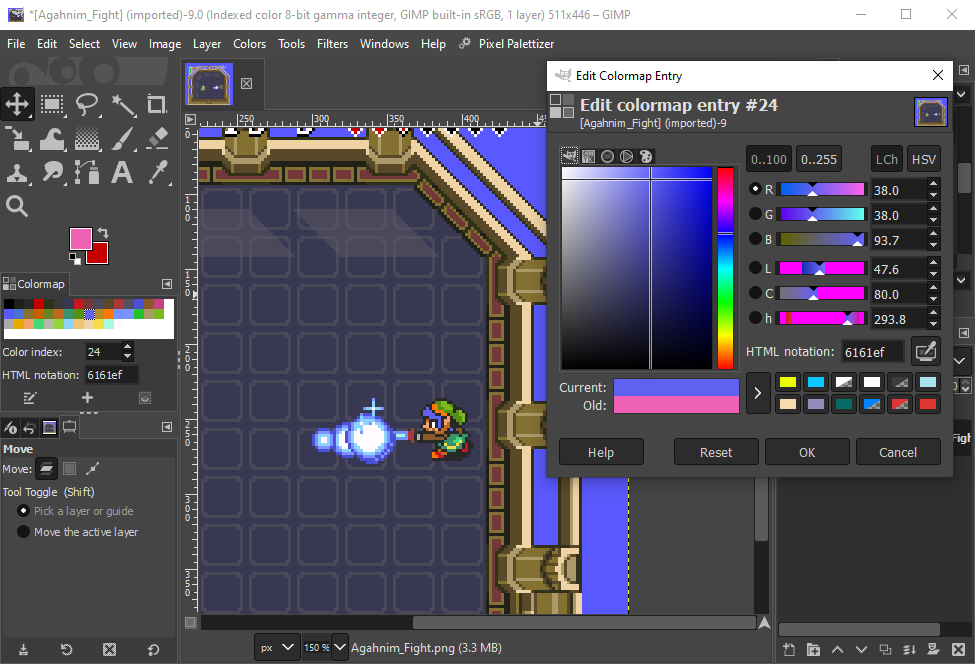 *[Agahnim_Fight] (imported)-9.0 (Indexed color 8-bit gamma integer, GIMP built-in sRGB, 1 layer) 511x446 – GIMP
File Edit Select View Image Layer Colors Tools Filters Windows Help Pixel Palettizer
Edit Colormap Entry
Edit colormap entry #24
[Agahnim_Fight] (imported)-9
250 300 350 400
0..100 0..255 LCh HSV
R 38.0
G 38.0
B 93.7
L 47.6
C 80.0
h 293.8
HTML notation: 6161ef
Current:
Old:
Help Reset OK Cancel
Colormap
Color index: 24
HTML notation: 6161ef
Move
Move:
Tool Toggle (Shift)
Pick a layer or guide
Move the active layer
100
150
200
250
300
350
px 150 % Agahnim_Fight.png (3.3 MB)